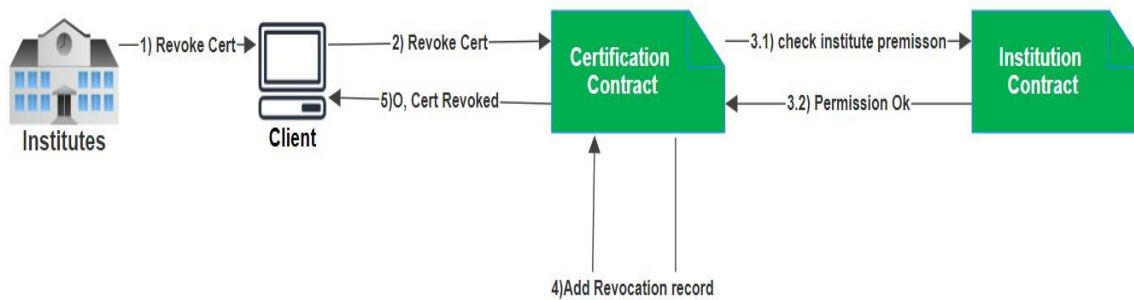 1) Revoke Cert
2) Revoke Cert
3.1) check institute premisson
Certification
Contract
Institution
Contract
5)O, Cert Revoked
3.2) Permission Ok
Institutes
Client
4)Add Revocation record